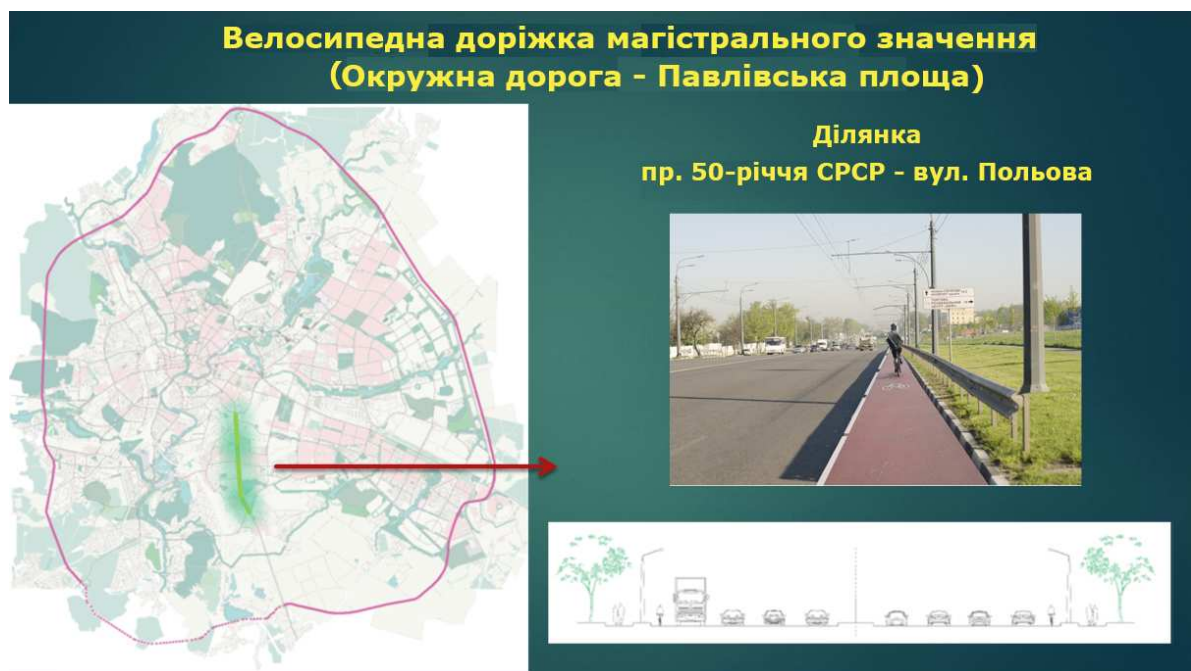 Велосипедна доріжка магістрального значення
(Окружна дорога - Павлівська площа)
Ділянка
пр. 50-річчя СРСР - вул. Польова